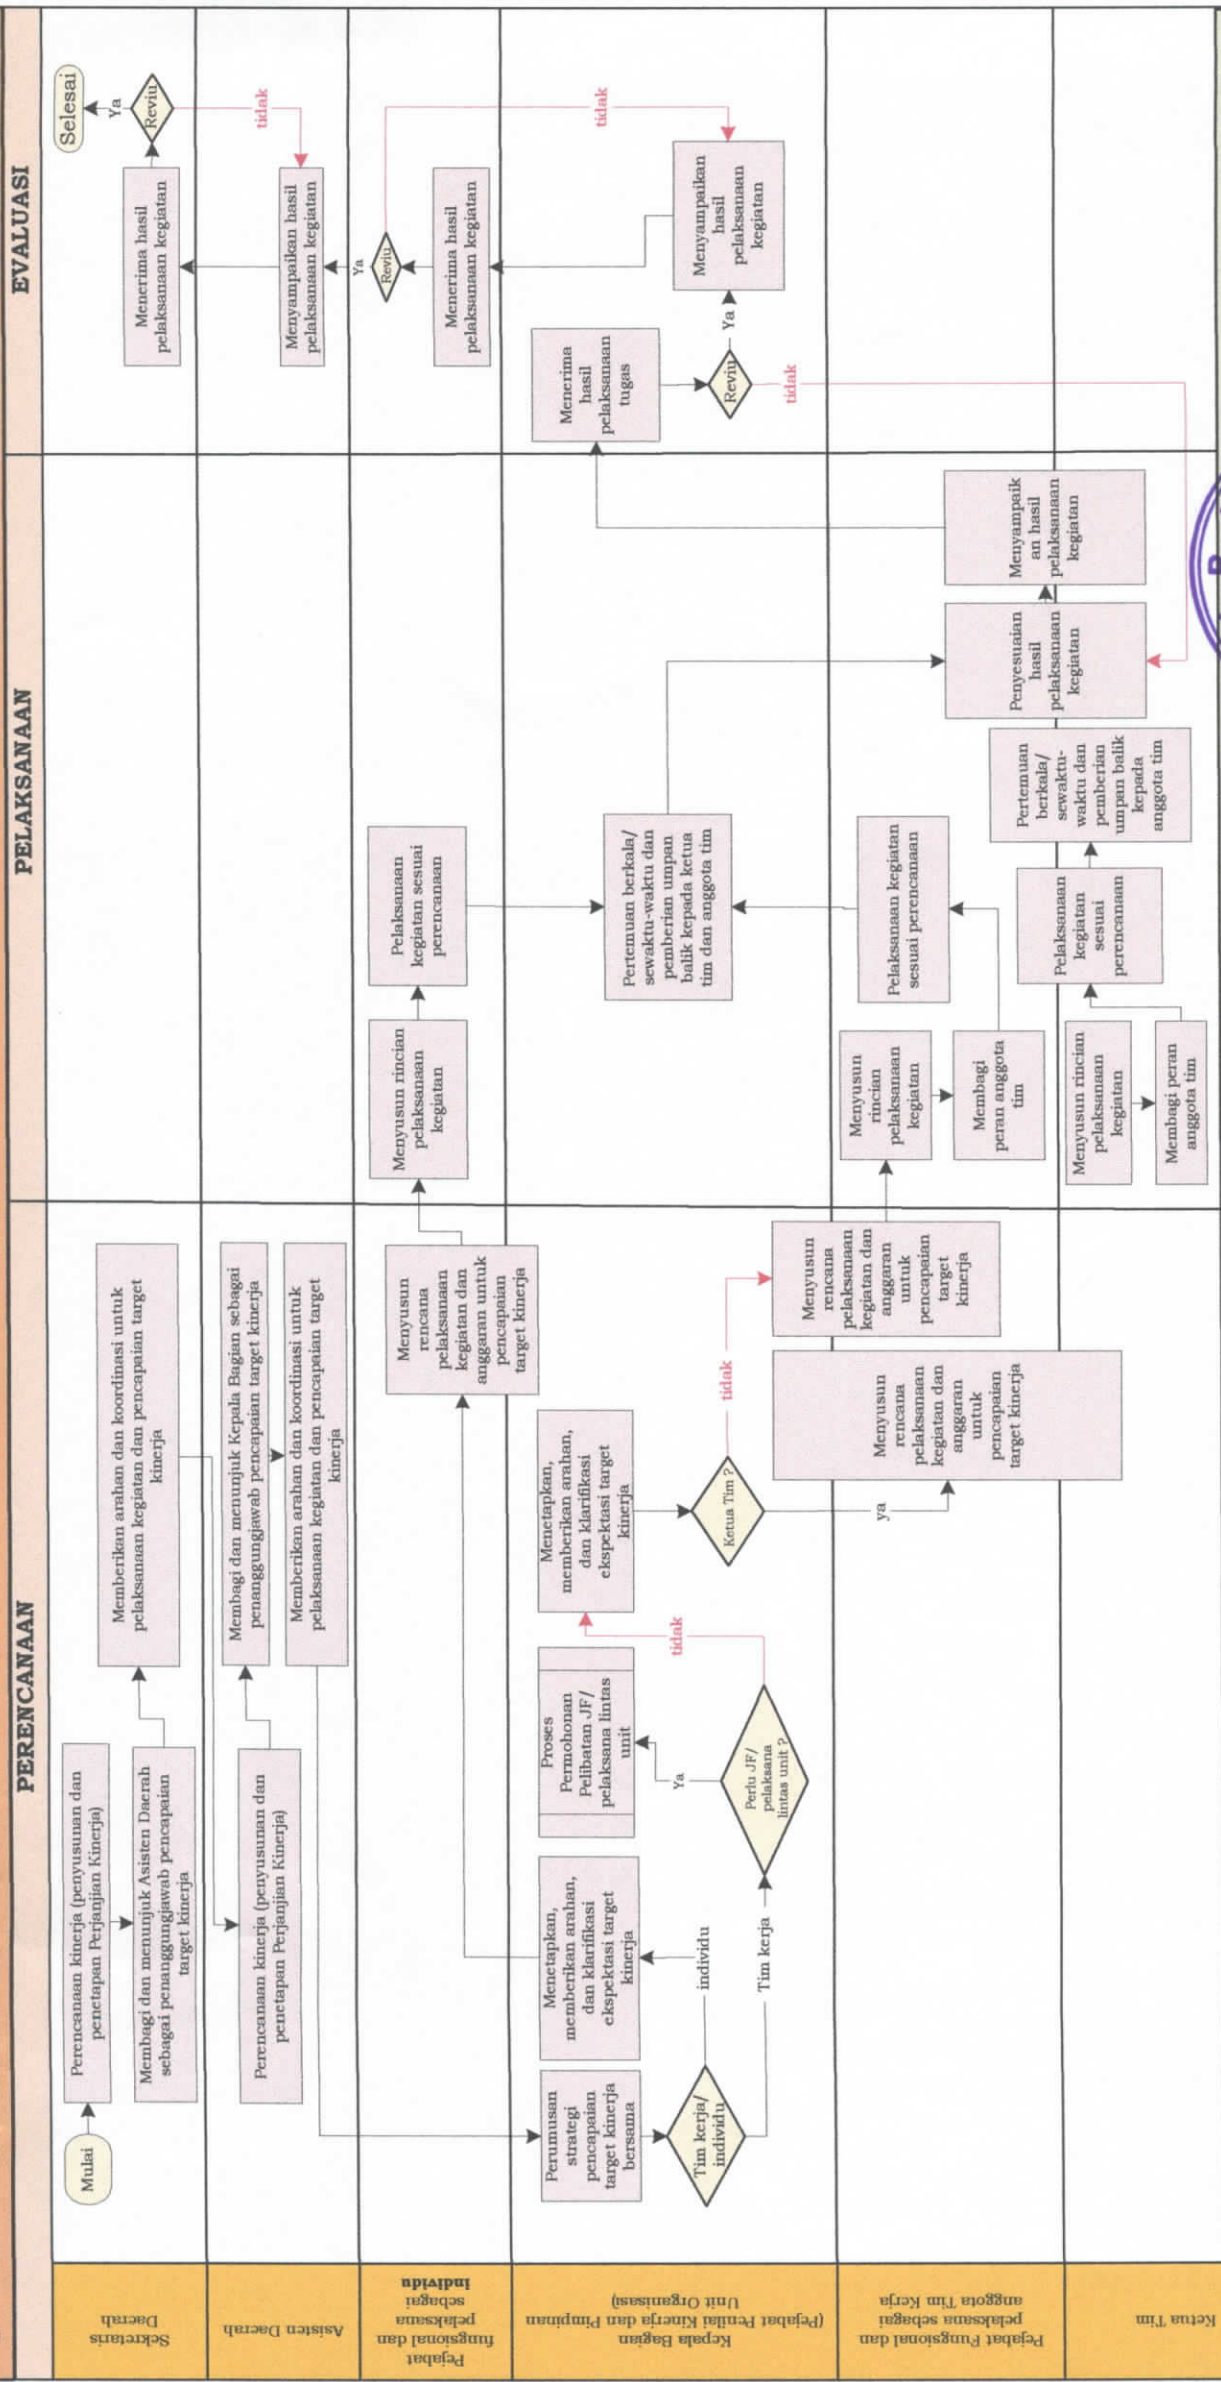 PERENCANAAN
PELAKSANAAN
EVALUASI
Sekretaris
Daerah
Mulai
Perencanaan kinerja (penyusunan dan
penetapan Perjanjian Kinerja)
Membagi dan menunjuk Asisten Daerah
sebagai penanggungjawab pencapaian
target kinerja
Memberikan arahan dan koordinasi untuk
pelaksanaan kegiatan dan pencapaian target
kinerja
Menerima hasil
pelaksanaan kegiatan
Reviu
Ya
Selesai
tidak
Asisten Daerah
Perencanaan kinerja (penyusunan dan
penetapan Perjanjian Kinerja)
Membagi dan menunjuk Kepala Bagian sebagai
penanggungjawab pencapaian target kinerja
Memberikan arahan dan koordinasi untuk
pelaksanaan kegiatan dan pencapaian target
kinerja
Menyampaikan hasil
pelaksanaan kegiatan
Pejabat
fungsional dan
pelaksana
sebagai
individu
Menyusun
rencana
pelaksanaan
kegiatan dan
anggaran untuk
pencapaian
target kinerja
Menyusun rincian
pelaksanaan
kegiatan
Pelaksanaan
kegiatan sesuai
perencanaan
Ya
Reviu
Menerima hasil
pelaksanaan kegiatan
tidak
Kepala Bagian
(Pejabat Penilai Kinerja dan Pimpinan
Unit Organisasi)
Perumusan
strategi
pencapaian
target kinerja
bersama
Tim kerja/
individu
individu
Tim kerja
Menetapkan,
memberikan arahan,
dan klarifikasi
ekspektasi target
kinerja
Proses
Permohonan
Pelibatan JF/
pelaksana lintas
unit
Ya
Perlu JF/
pelaksana
lintas unit ?
tidak
Menetapkan,
memberikan arahan,
dan klarifikasi
ekspektasi target
kinerja
Ketua Tim ?
tidak
ya
Pertemuan berkala/
sewaktu-waktu dan
pemberian umpan
balik kepada ketua
tim dan anggota tim
Menerima
hasil
pelaksanaan
tugas
Reviu
Ya
tidak
Menyampaikan
hasil
pelaksanaan
kegiatan
Pejabat Fungsional dan
pelaksana sebagai
anggota Tim Kerja
Menyusun
rencana
pelaksanaan
kegiatan dan
anggaran
untuk
pencapaian
target kinerja
Menyusun
rencana
pelaksanaan
kegiatan dan
anggaran
untuk
pencapaian
target
kinerja
Menyusun
rincian
pelaksanaan
kegiatan
Membagi
peran anggota
tim
Pelaksanaan kegiatan
sesuai perencanaan
Penyesuaian
hasil
pelaksanaan
kegiatan
Menyampaik
an hasil
pelaksanaan
kegiatan
Ketua Tim
Menyusun rincian
pelaksanaan
kegiatan
Membagi peran
anggota tim
Pelaksanaan
kegiatan
sesuai
perencanaan
Pertemuan
berkala/
sewaktu-
waktu dan
pemberian
umpan balik
kepada
anggota tim